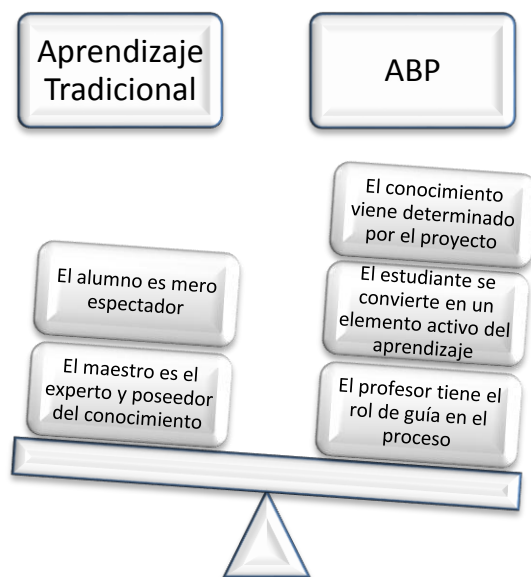 Aprendizaje
Tradicional
ABP
El alumno es mero
espectador
El maestro es el
experto y poseedor
del conocimiento
El conocimiento
viene determinado
por el proyecto
El estudiante se
convierte en un
elemento activo del
aprendizaje
El profesor tiene el
rol de guía en el
proceso